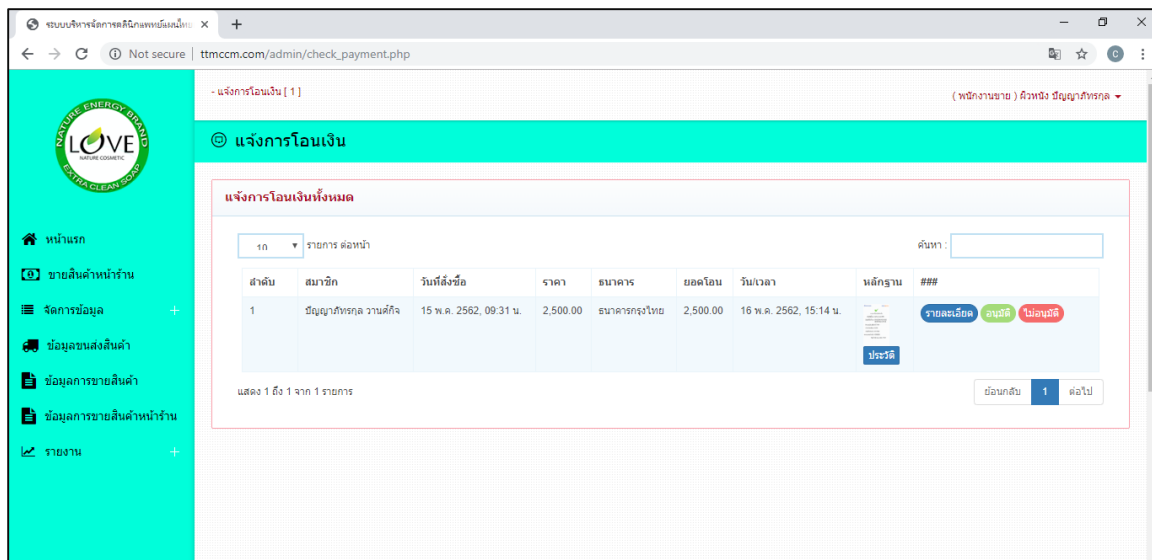 ระบบบริหารจัดการคลินิกแพทย์แผนไทย
Not secure | ttmccm.com/admin/check_payment.php
C
NATURE ENERGY BRAND
LOVE
NATURE COSMETIC
EXTRA CLEAN SOAP
- แจ้งการโอนเงิน [ 1 ]
( พนักงานขาย ) ผิวหนัง ปัญญาภัทรกุล
แจ้งการโอนเงิน
แจ้งการโอนเงินทั้งหมด
หน้าแรก
ขายสินค้าหน้าร้าน
จัดการข้อมูล +
ข้อมูลขนส่งสินค้า
ข้อมูลการขายสินค้า
ข้อมูลการขายสินค้าหน้าร้าน
รายงาน +
10 รายการ ต่อหน้า
ค้นหา :
ลำดับ สมาชิก วันที่สั่งซื้อ ราคา ธนาคาร ยอดโอน วัน/เวลา หลักฐาน ###
1 ปัญญาภัทรกุล วานศ์กิจ 15 พ.ค. 2562, 09:31 น. 2,500.00 ธนาคารกรุงไทย 2,500.00 16 พ.ค. 2562, 15:14 น. รายละเอียด อนุมัติ ไม่อนุมัติ
ประวัติ
แสดง 1 ถึง 1 จาก 1 รายการ
ย้อนกลับ 1 ต่อไป